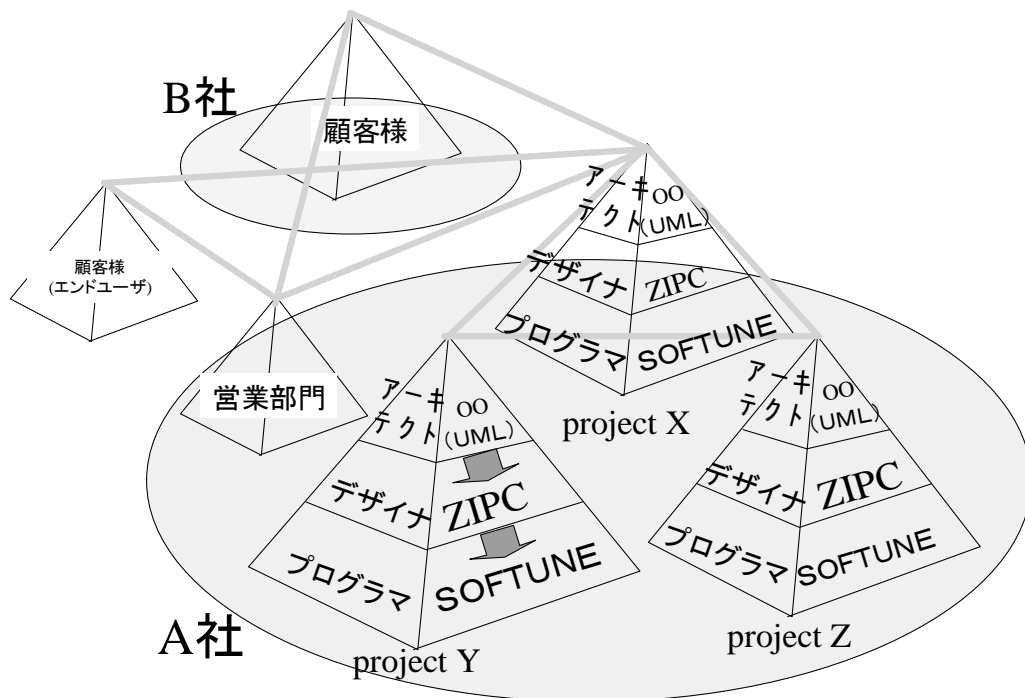 B社
顧客様
顧客様
(エンドユーザ)
営業部門
アーキ
テクト
OO
(UML)
デザイナ
ZIPC
プログラマ
SOFTUNE
project X
アーキ
テクト
OO
(UML)
デザイナ
ZIPC
プログラマ
SOFTUNE
project Y
アーキ
テクト
OO
(UML)
デザイナ
ZIPC
プログラマ
SOFTUNE
project Z
A社